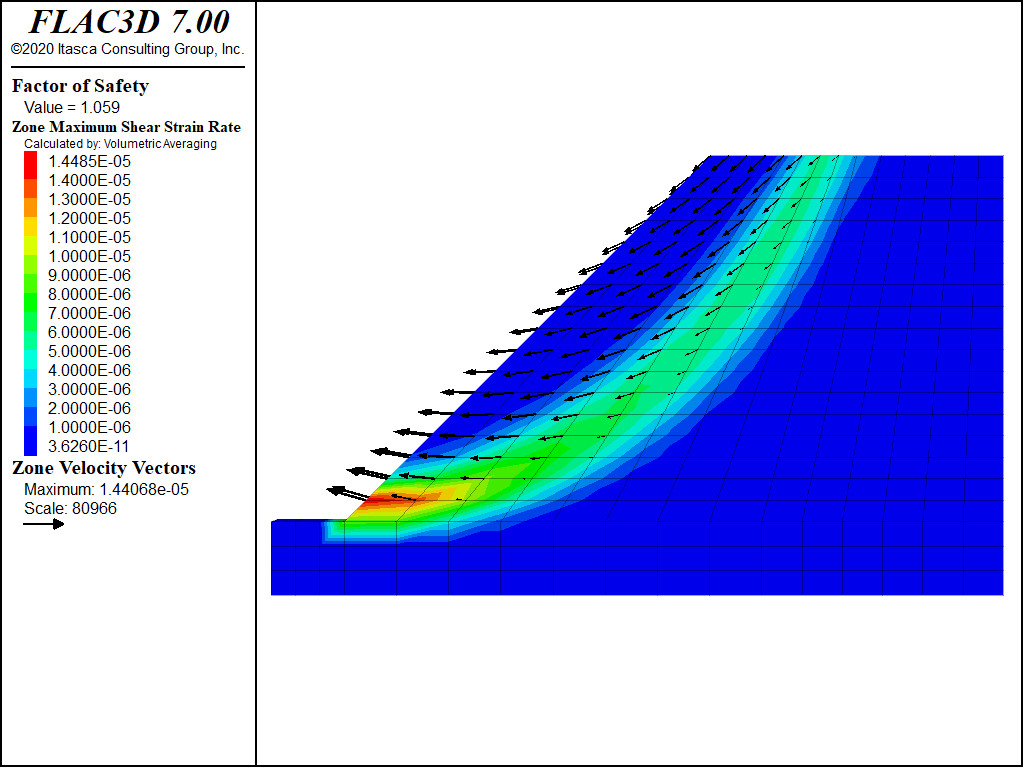 FLAC3D 7.00
©2020 Itasca Consulting Group, Inc.
Factor of Safety
Value = 1.059
Zone Maximum Shear Strain Rate
Calculated by: Volumetric Averaging
1.4485E-05
1.4000E-05
1.3000E-05
1.2000E-05
1.1000E-05
1.0000E-05
9.0000E-06
8.0000E-06
7.0000E-06
6.0000E-06
5.0000E-06
4.0000E-06
3.0000E-06
2.0000E-06
1.0000E-06
3.6260E-11
Zone Velocity Vectors
Maximum: 1.44068e-05
Scale: 80966